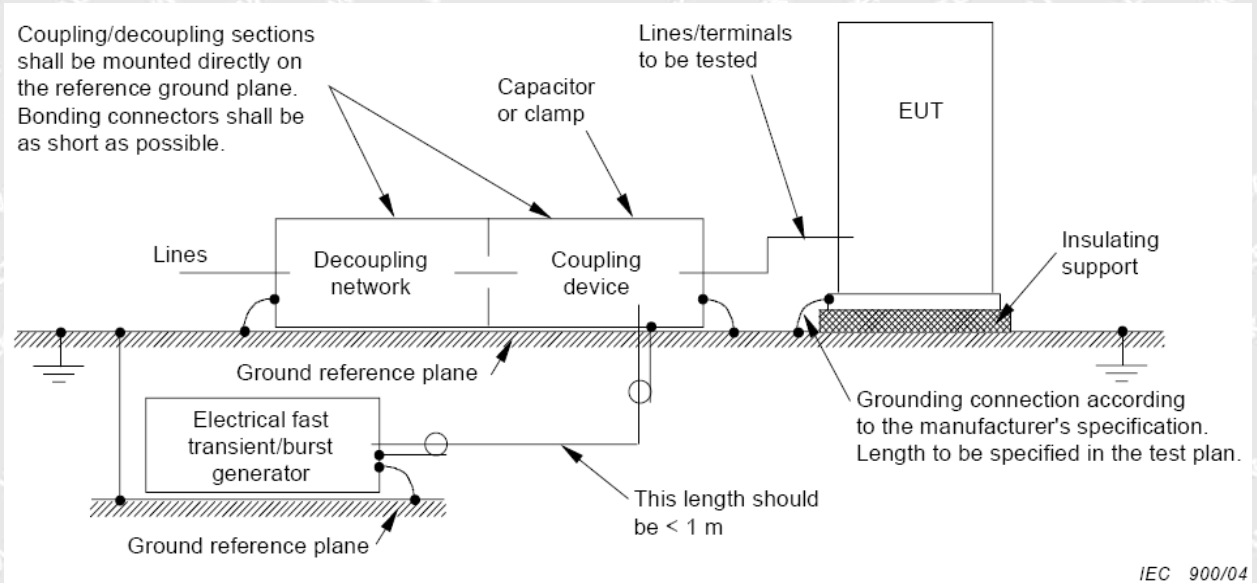 Coupling/decoupling sections
shall be mounted directly on
the reference ground plane.
Bonding connectors shall be
as short as possible.
Capacitor
or clamp
Lines/terminals
to be tested
EUT
Lines
Decoupling
network
Coupling
device
Insulating
support
Ground reference plane
Electrical fast
transient/burst
generator
Grounding connection according
to the manufacturer's specification.
Length to be specified in the test plan.
This length should
be < 1 m
Ground reference plane
IEC 900/04